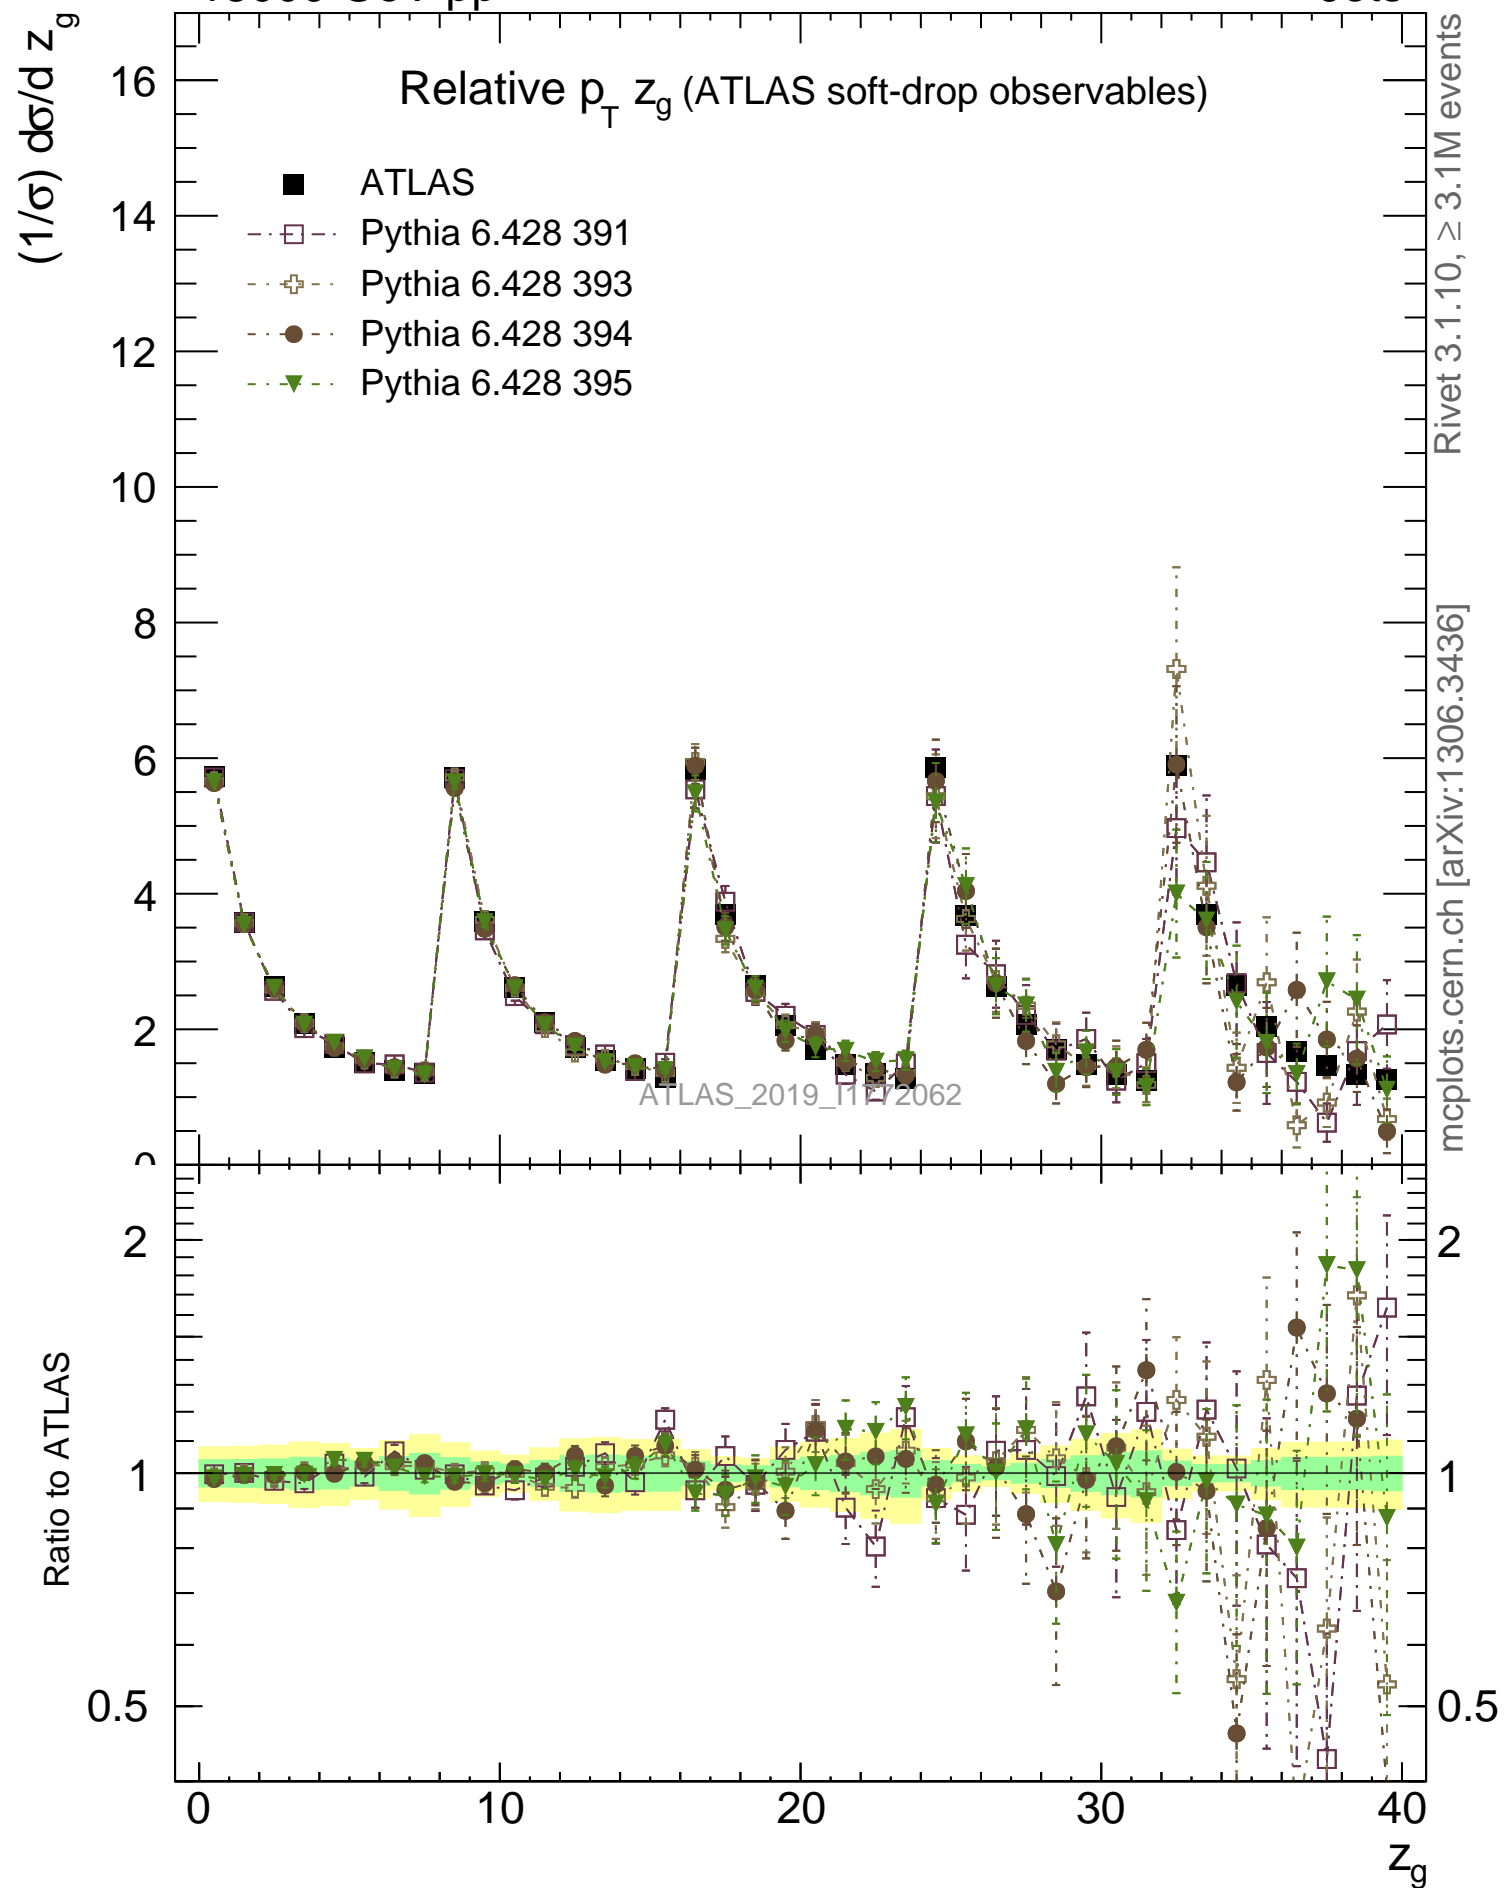 Relative p_T z_g (ATLAS soft-drop observables)
(1/σ) dσ/d z_g
ATLAS
Pythia 6.428 391
Pythia 6.428 393
Pythia 6.428 394
Pythia 6.428 395
16
14
12
10
8
6
4
2
0
ATLAS_2019_I1772062
Rivet 3.1.10, ≥ 3.1M events
mcplots.cern.ch [arXiv:1306.3436]
Ratio to ATLAS
2
1
0.5
2
1
0.5
0 10 20 30 40
z_g